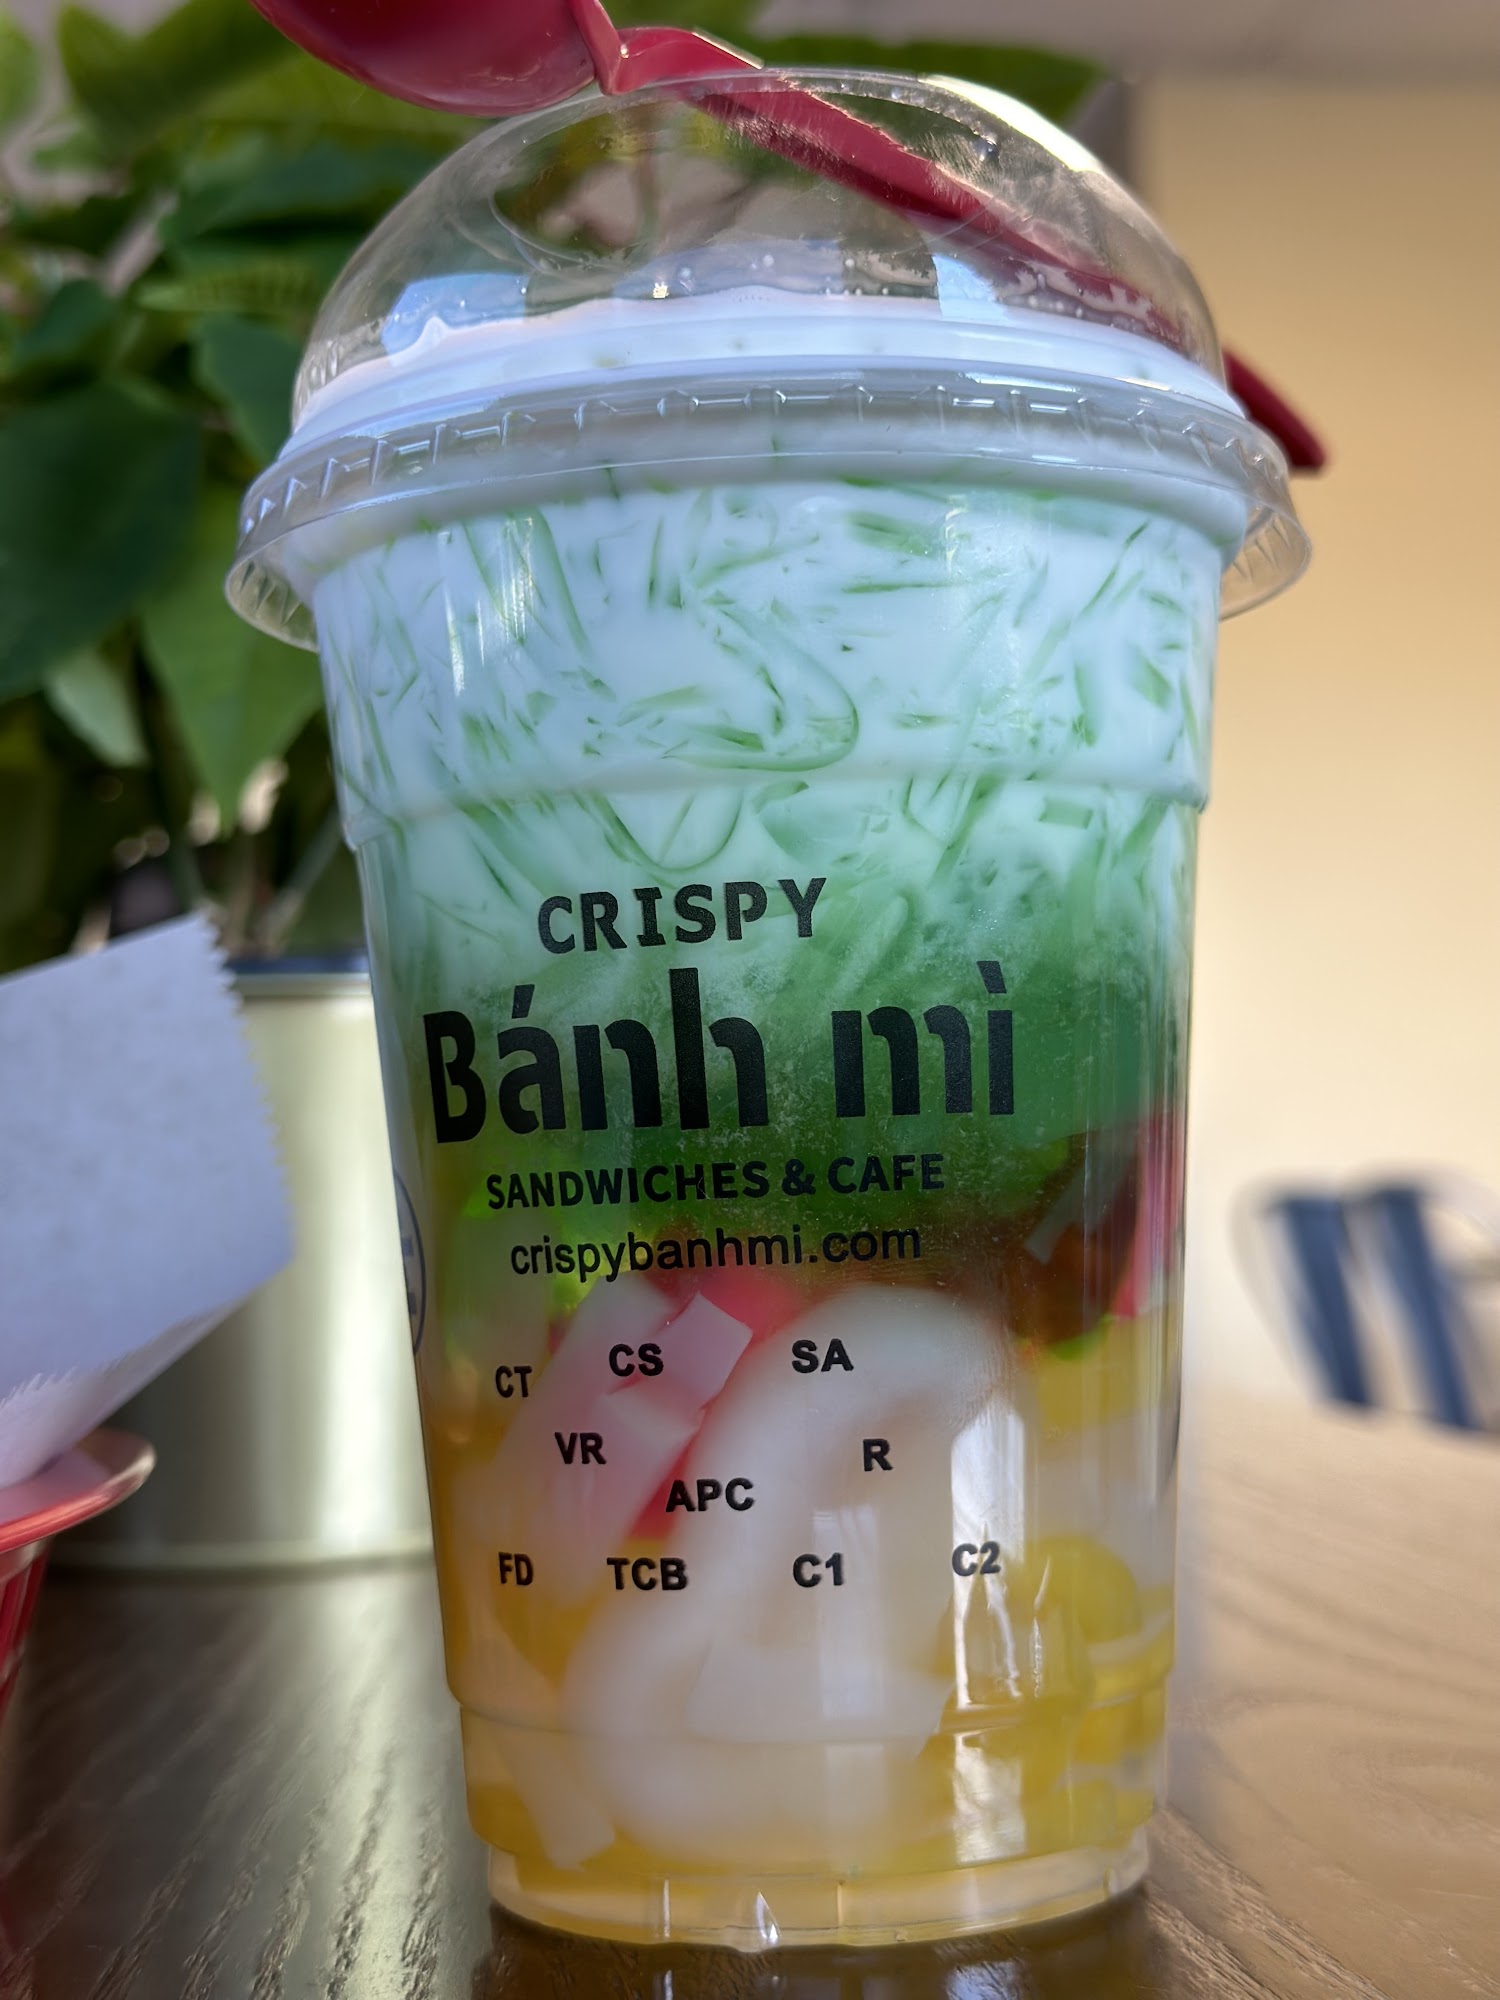 CRISPY
Bánh mì
SANDWICHES & CAFE
crispybanhmi.com
CT CS SA
VR R
APC
FD TCB C1 C2